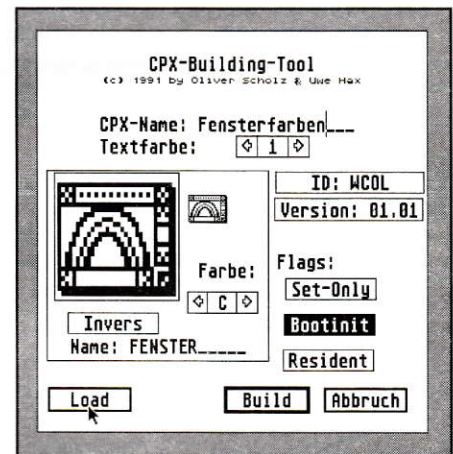 CPX-Building-Tool
(c) 1991 by Oliver Scholz & Uwe Hax
CPX-Name: Fensterfarben___
Textfarbe: 1
ID: WCOL
Version: 01.01
Farbe:
C
Invers
Name: FENSTER_____
Flags:
Set-Only
Bootinit
Resident
Load
Build
Abbruch